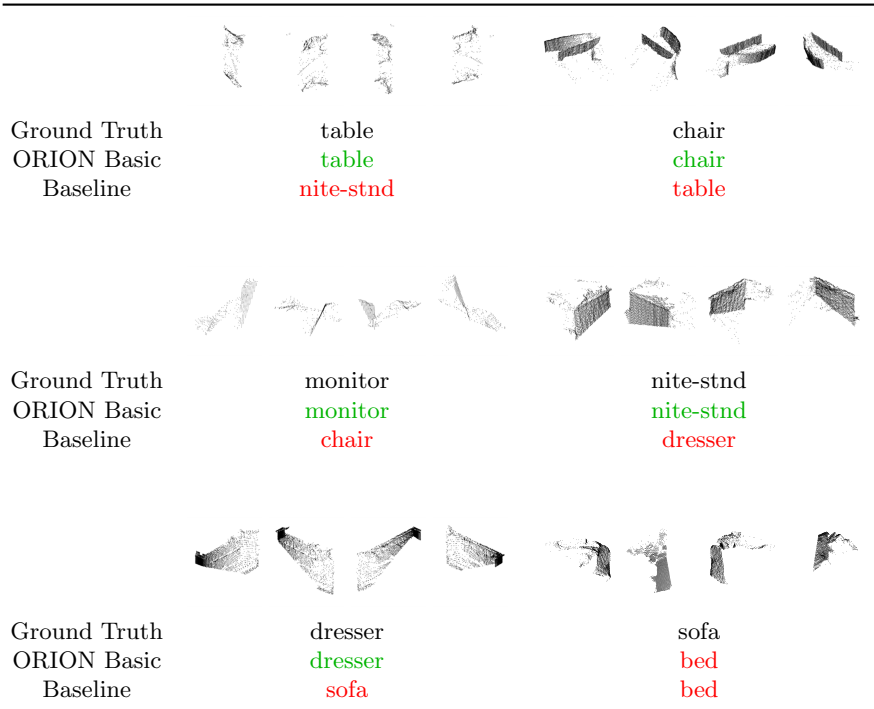 Ground Truth table chair
ORION Basic table chair
Baseline nite-stnd table
Ground Truth monitor nite-stnd
ORION Basic monitor nite-stnd
Baseline chair dresser
Ground Truth dresser sofa
ORION Basic dresser bed
Baseline sofa bed